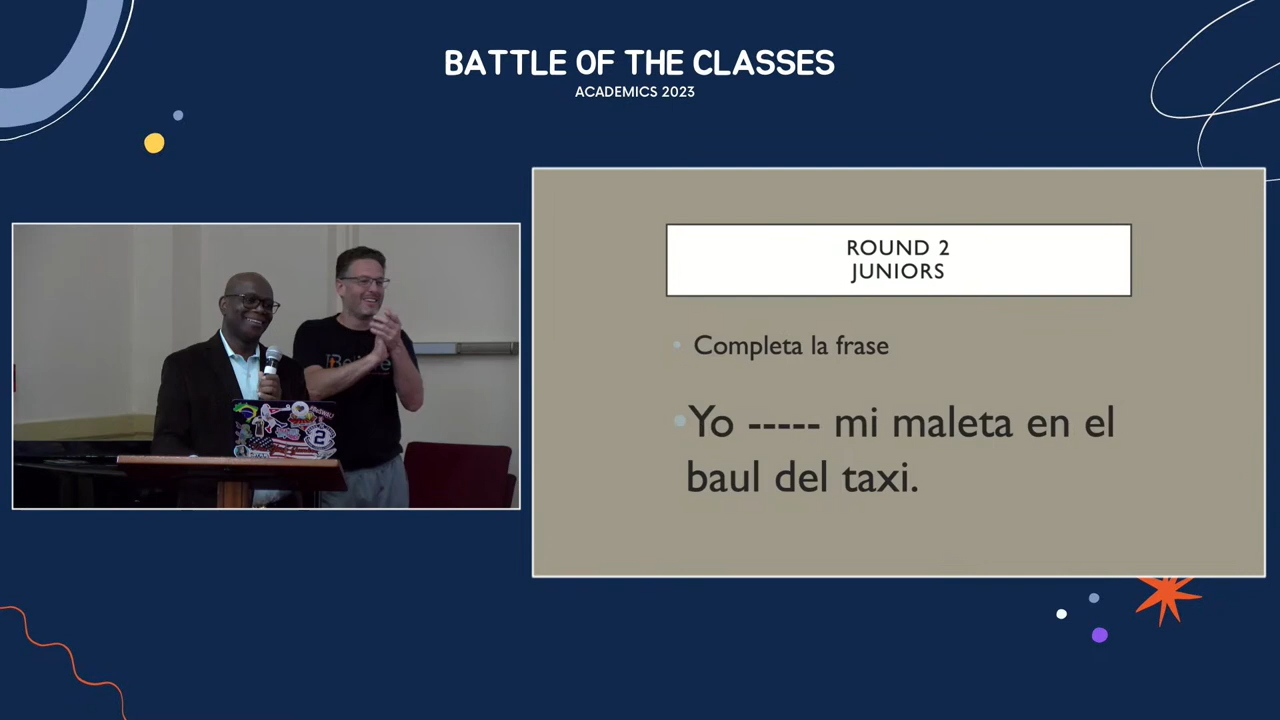 BATTLE OF THE CLASSES
ACADEMICS 2023
ROUND 2
JUNIORS
Completa la frase
Yo ----- mi maleta en el
baul del taxi.
2